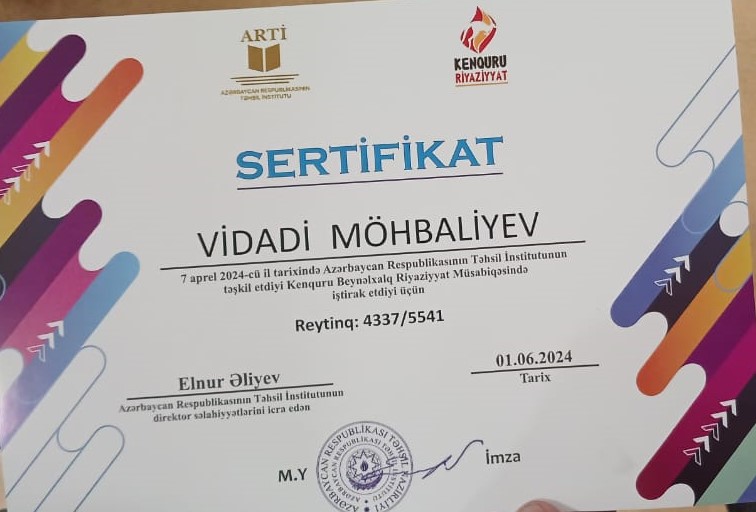 ARTİ
AZƏRBAYCAN RESPUBLİKASININ
TƏHSİL İNSTİTUTU
KENQURU
RİYAZİYYAT
SERTİFİKAT
VİDADİ MÖHBALİYEV
7 aprel 2024-cü il tarixində Azərbaycan Respublikasının Təhsil İnstitutunun
təşkil etdiyi Kenquru Beynəlxalq Riyaziyyat Müsabiqəsində
iştirak etdiyi üçün
Reytinq: 4337/5541
Elnur Əliyev
Azərbaycan Respublikasının Təhsil İnstitutunun
direktor səlahiyyətlərini icra edən
01.06.2024
Tarix
M.Y
İmza
AZƏRBAYCAN RESPUBLİKASI TƏHSİL NAZİRLİYİ